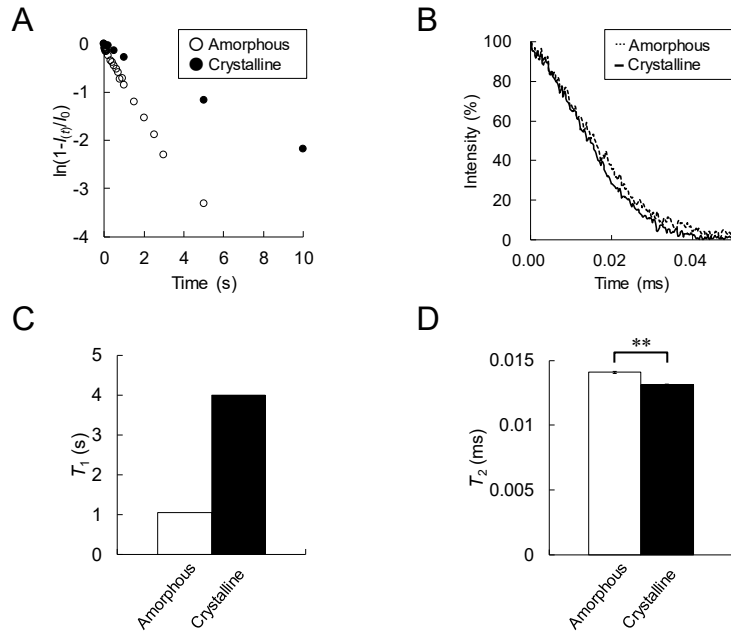 A
0
-1
-2
-3
-4
ln(1-I(t)/I0)
0 2 4 6 8 10
Time (s)
Amorphous
Crystalline
B
100
80
60
40
20
0
Intensity (%)
0.00 0.02 0.04
Time (ms)
Amorphous
Crystalline
C
5
4
3
2
1
0
T1 (s)
Amorphous
Crystalline
D
**
0.015
0.01
0.005
0
T2 (ms)
Amorphous
Crystalline